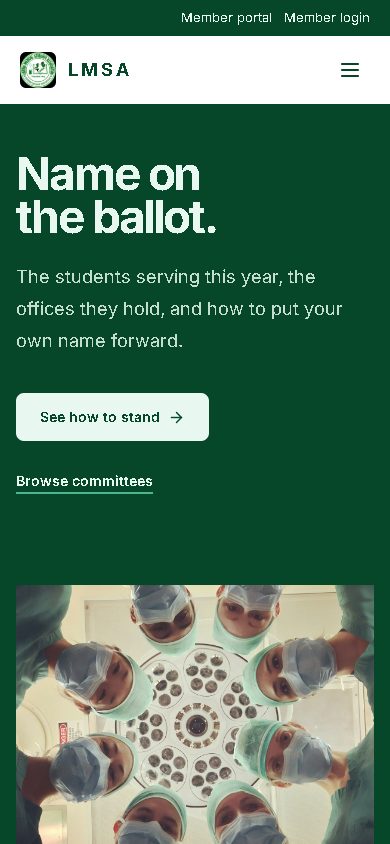 Member portal Member login
LMSA
Name on
the ballot.
The students serving this year, the
offices they hold, and how to put your
own name forward.
See how to stand →
Browse committees
DANGER